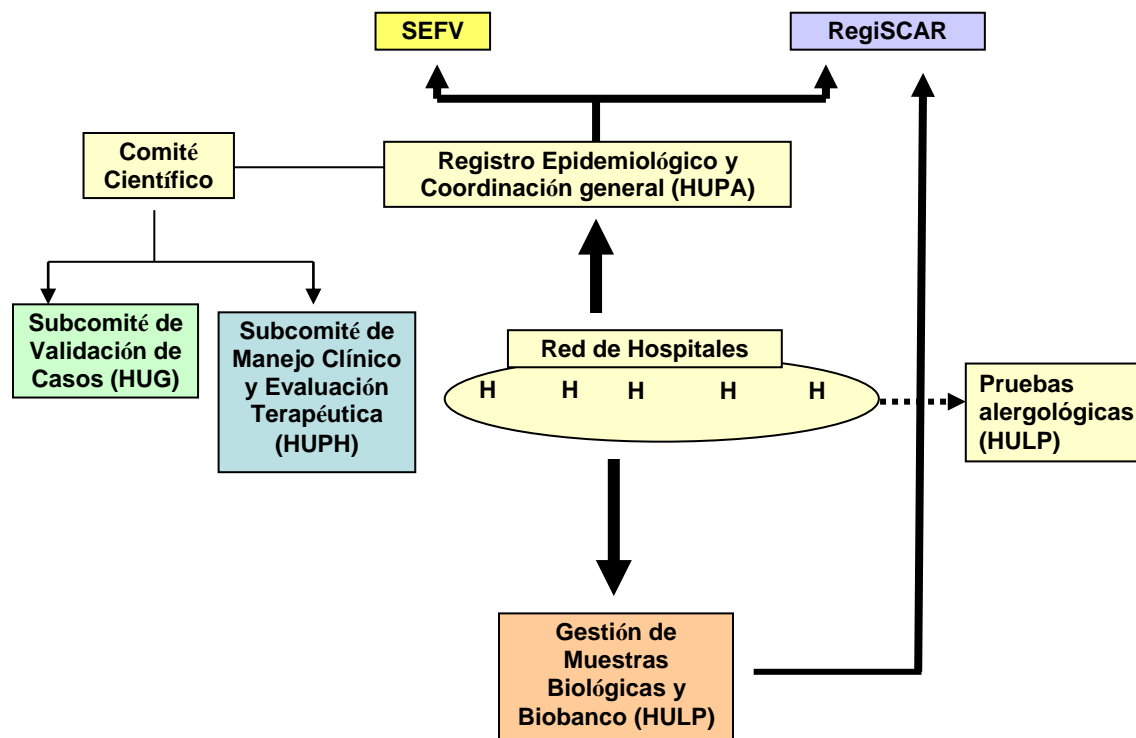 SEFV
RegiSCAR
Comité
Científico
Registro Epidemiológico y
Coordinación general (HUPA)
Subcomité de
Validación de
Casos (HUG)
Subcomité de
Manejo Clínico
y Evaluación
Terapéutica
(HUPH)
Red de Hospitales
H H H H H
Pruebas
alergológicas
(HULP)
Gestión de
Muestras
Biológicas y
Biobanco (HULP)